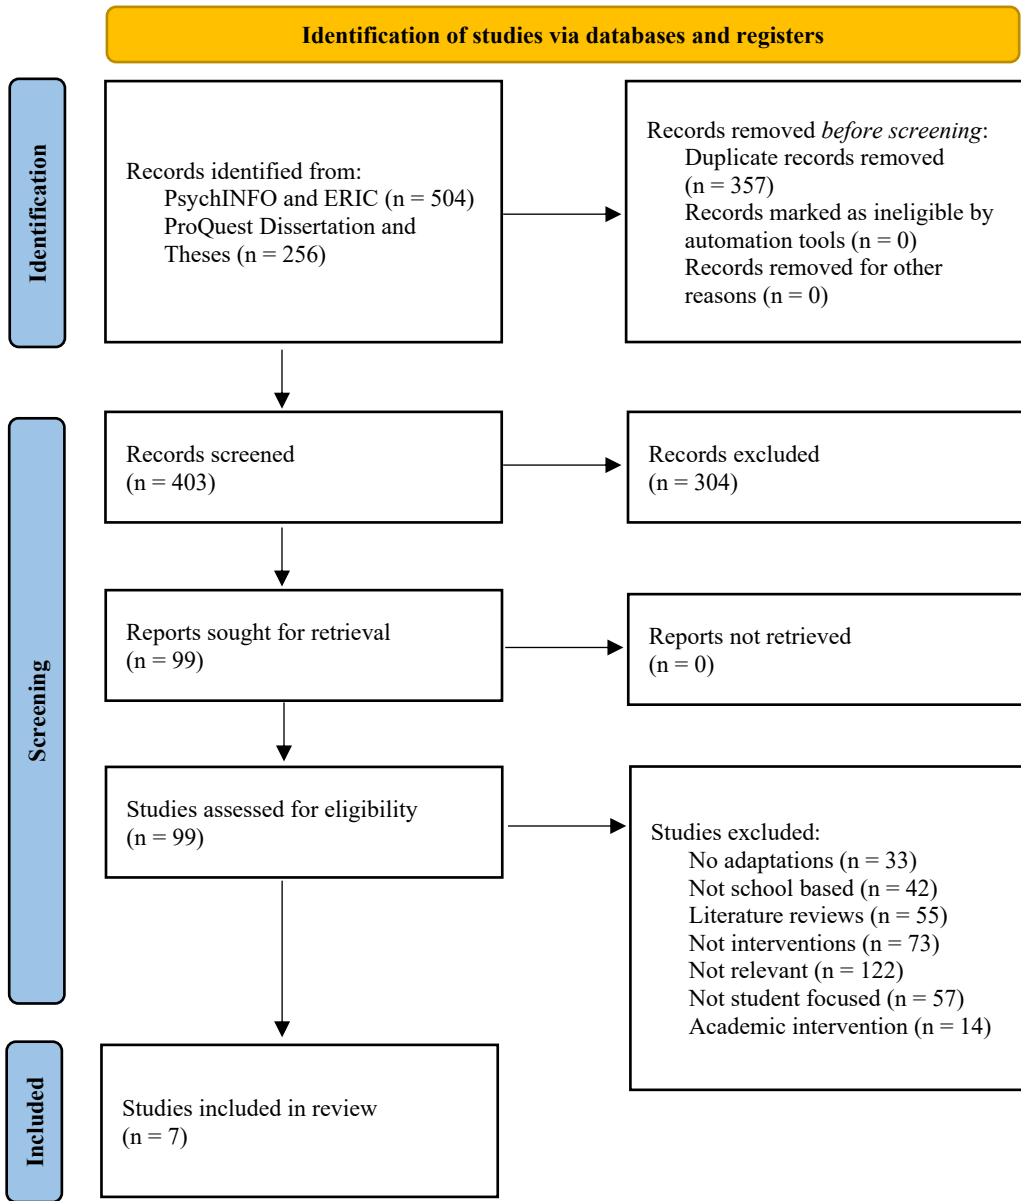 Identification of studies via databases and registers
Identification
Records identified from:
PsychINFO and ERIC (n = 504)
ProQuest Dissertation and
Theses (n = 256)
Records removed before screening:
Duplicate records removed
(n = 357)
Records marked as ineligible by
automation tools (n = 0)
Records removed for other
reasons (n = 0)
Screening
Records screened
(n = 403)
Records excluded
(n = 304)
Reports sought for retrieval
(n = 99)
Reports not retrieved
(n = 0)
Studies assessed for eligibility
(n = 99)
Studies excluded:
No adaptations (n = 33)
Not school based (n = 42)
Literature reviews (n = 55)
Not interventions (n = 73)
Not relevant (n = 122)
Not student focused (n = 57)
Academic intervention (n = 14)
Included
Studies included in review
(n = 7)